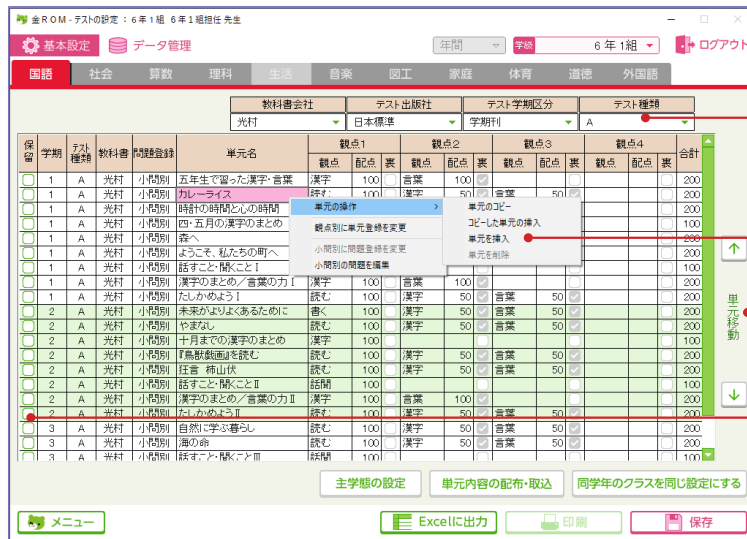 金ROM - テストの設定 : 6年1組 6年1組担任 先生
基本設定 データ管理 年間 学級 6年1組 ログアウト
国語 社会 算数 理科 生活 音楽 図工 家庭 体育 道徳 外国語
教科書会社 テスト出版社 テスト学期区分 テスト種類
光村 日本標準 学期刊 A
保留 学期 テスト種類 教科書 問題登録 単元名 観点1 観点2 観点3 観点4 合計
観点 配点 裏 観点 配点 裏 観点 配点 裏 観点 配点 裏
1 A 光村 小問別 五年生で習った漢字・言葉 漢字 100 言葉 100 200
1 A 光村 小問別 カレーライス 読む 100 漢字 50 言葉 50 200
1 A 光村 小問別 時計の時間と心の時間 200
1 A 光村 小問別 四・五月の漢字のまとめ 100
1 A 光村 小問別 森へ 200
1 A 光村 小問別 ようこそ、私たちの町へ 200
1 A 光村 小問別 話すこと・聞くことⅠ 100
1 A 光村 小問別 漢字のまとめ/言葉の力Ⅰ 漢字 100 言葉 100 200
1 A 光村 小問別 たしかめようⅠ 読む 100 漢字 50 言葉 50 200
2 A 光村 小問別 未来がよりよくあるために 書く 100 漢字 50 言葉 50 200
2 A 光村 小問別 やまなし 読む 100 漢字 50 言葉 50 200
2 A 光村 小問別 十月までの漢字のまとめ 漢字 100 100
2 A 光村 小問別 『鳥獣戯画』を読む 読む 100 漢字 50 言葉 50 200
2 A 光村 小問別 狂言 柿山伏 読む 100 漢字 50 言葉 50 200
2 A 光村 小問別 話すこと・聞くことⅡ 話聞 100 100
2 A 光村 小問別 漢字のまとめ/言葉の力Ⅱ 漢字 100 言葉 100 200
2 A 光村 小問別 たしかめようⅡ 読む 100 漢字 50 言葉 50 200
3 A 光村 小問別 自然に学ぶ暮らし 読む 100 漢字 50 言葉 50 200
3 A 光村 小問別 海の命 読む 100 漢字 50 言葉 50 200
3 A 光村 小問別 話すこと・聞くことⅢ 話聞 100 100
単元の操作 >
観点別に単元登録を変更
小問別に問題登録を変更
小問別の問題を編集
単元のコピー
コピーした単元の挿入
単元を挿入
単元を削除
↑
単元移動
↓
主学態の設定 単元内容の配布・取込 同学年のクラスを同じ設定にする
メニュー Excelに出力 印刷 保存